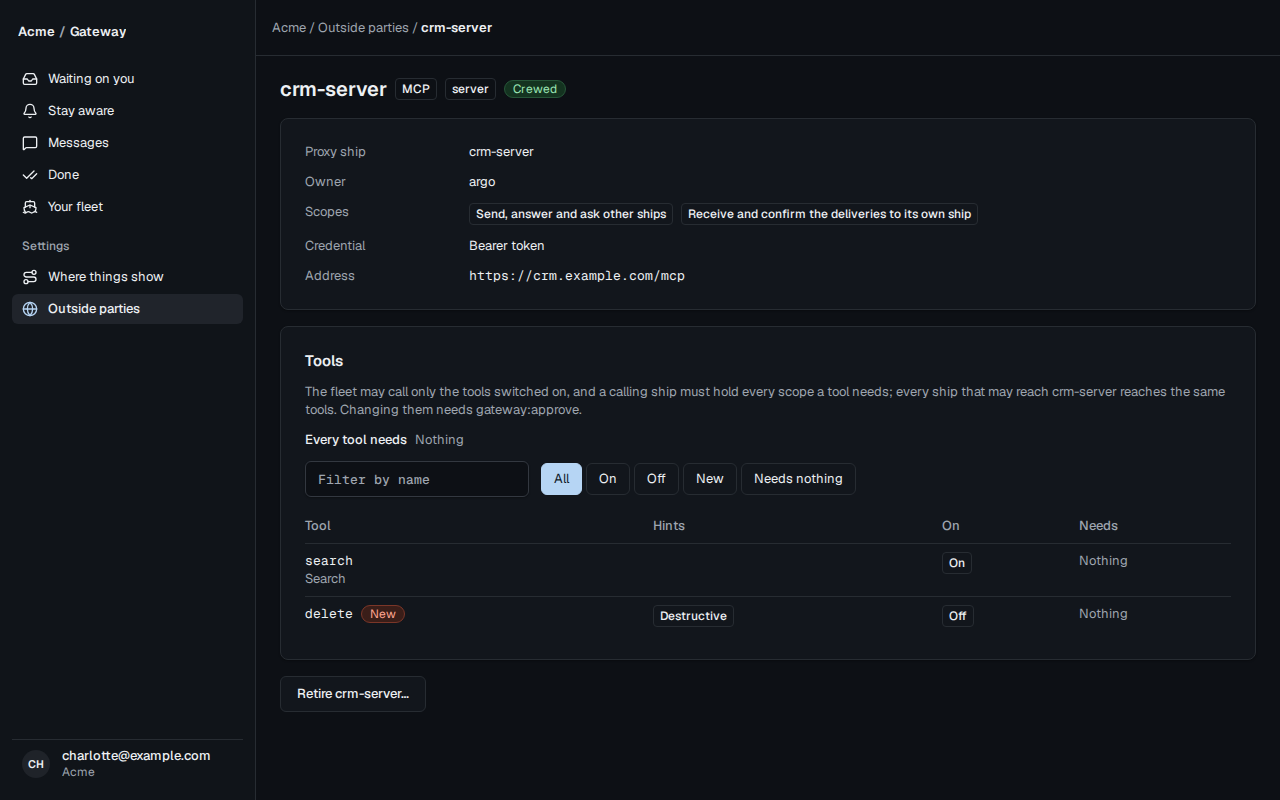 Acme / Gateway
Waiting on you
Stay aware
Messages
Done
Your fleet
Settings
Where things show
Outside parties
CH
charlotte@example.com
Acme
Acme / Outside parties / crm-server
crm-server MCP server Crewed
Proxy ship crm-server
Owner argo
Scopes Send, answer and ask other ships Receive and confirm the deliveries to its own ship
Credential Bearer token
Address https://crm.example.com/mcp
Tools
The fleet may call only the tools switched on, and a calling ship must hold every scope a tool needs; every ship that may reach crm-server reaches the same
tools. Changing them needs gateway:approve.
Every tool needs Nothing
Filter by name All On Off New Needs nothing
Tool Hints On Needs
search On Nothing
Search
delete New Destructive Off Nothing
Retire crm-server…